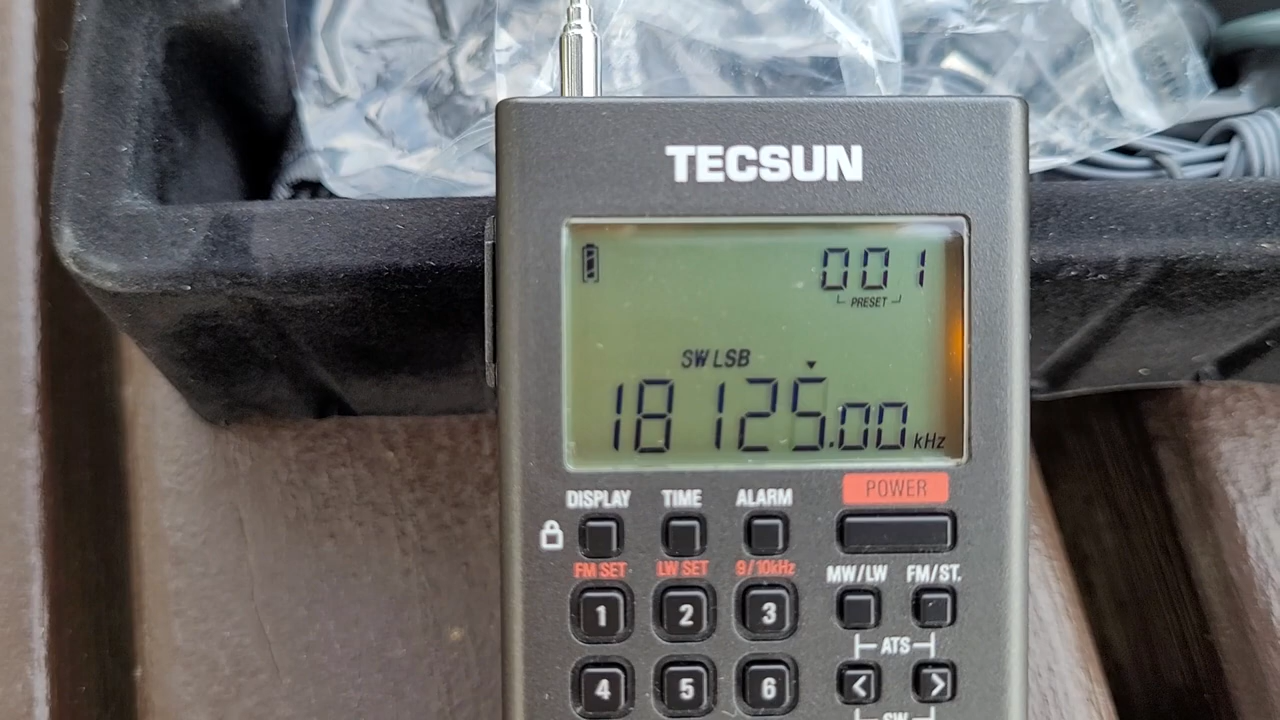 TECSUN
001
PRESET
SW LSB
18125.00 kHz
POWER
DISPLAY TIME ALARM
FM SET LW SET 9/10kHz
MW/LW FM/ST.
1 2 3
ATS
4 5 6 < >
SW